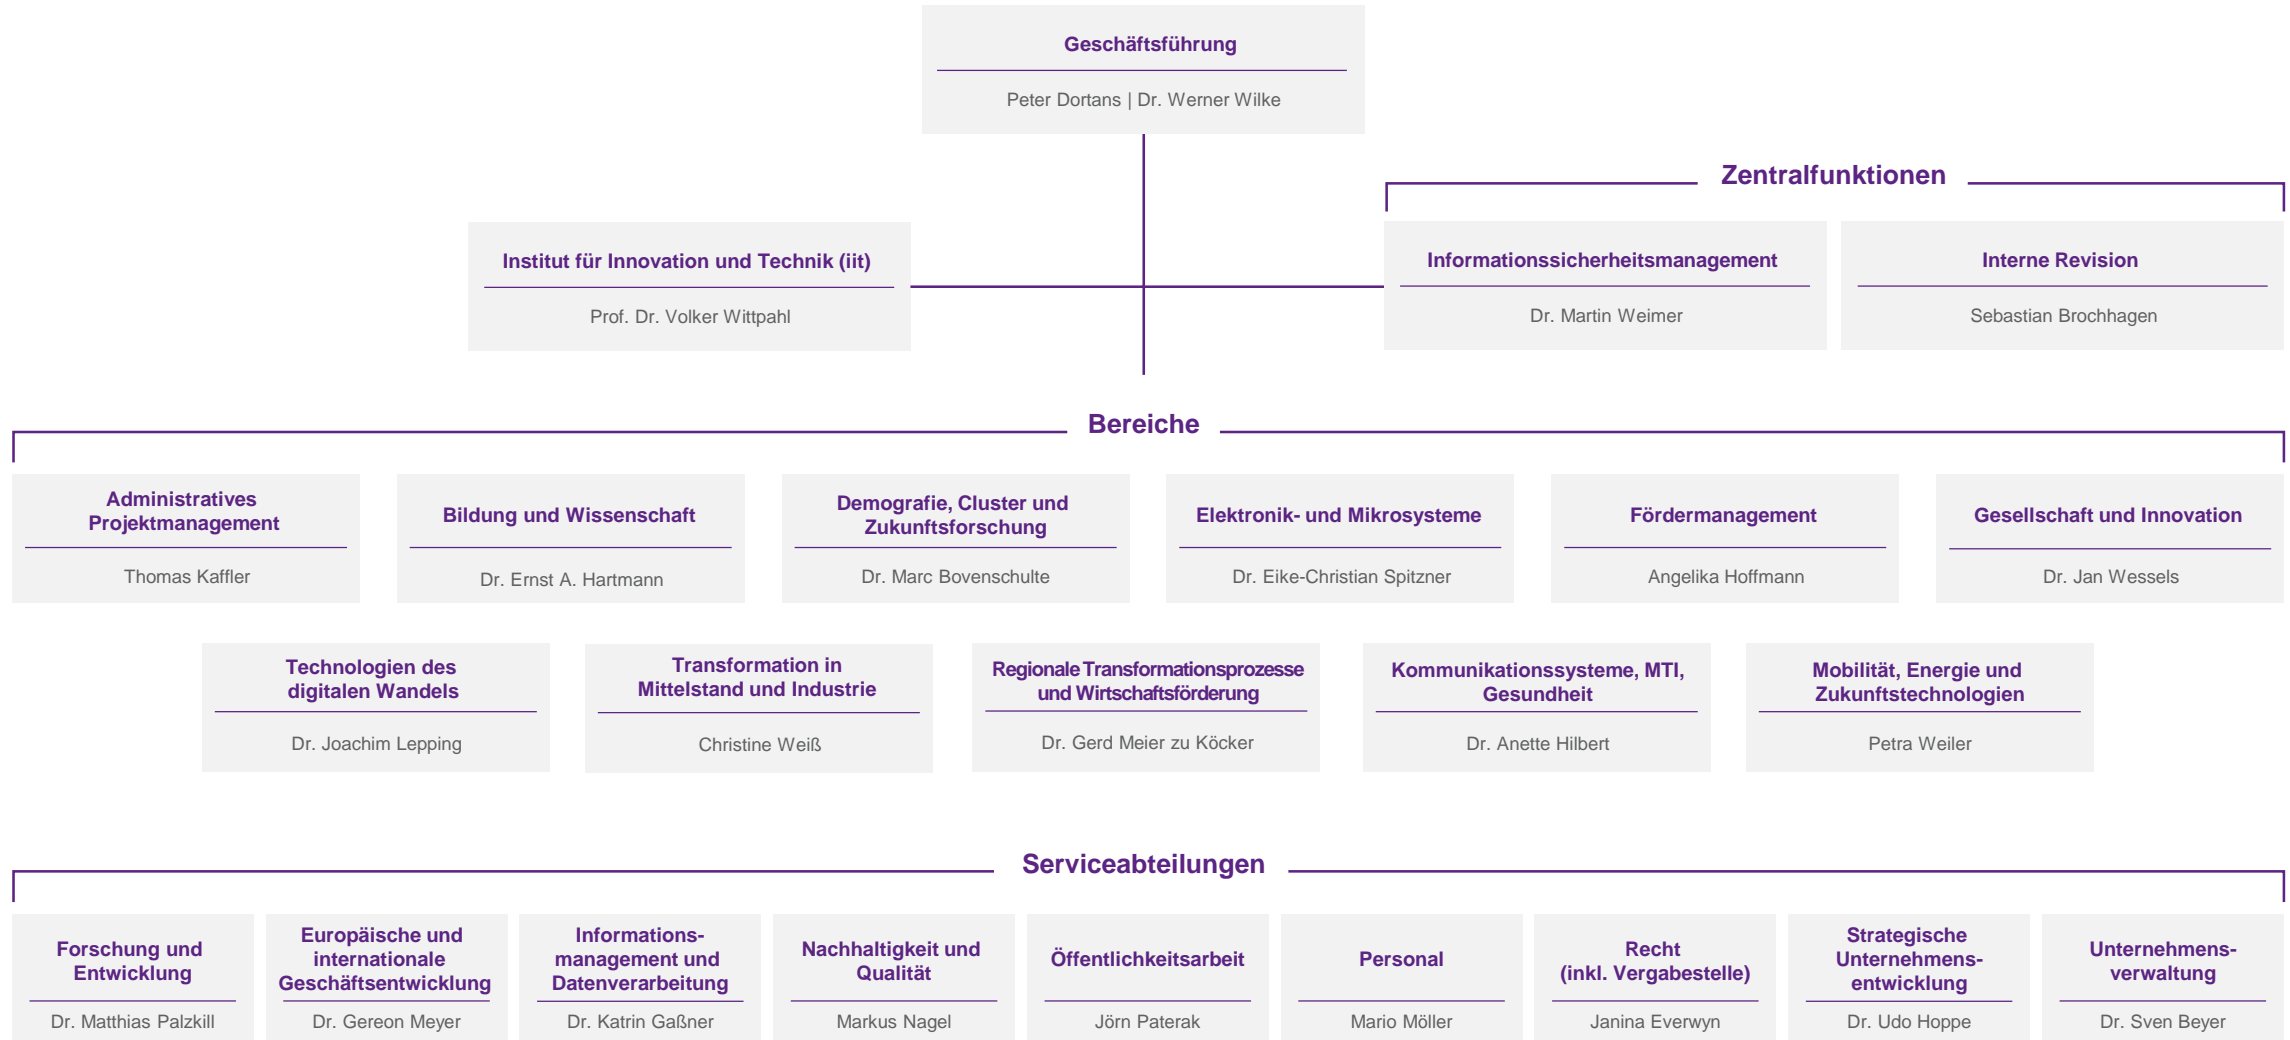 Geschäftsführung
Peter Dortans | Dr. Werner Wilke
Zentralfunktionen
Institut für Innovation und Technik (iit)
Prof. Dr. Volker Wittpahl
Informationssicherheitsmanagement
Dr. Martin Weimer
Interne Revision
Sebastian Brochhagen
Bereiche
Administratives
Projektmanagement
Thomas Kaffler
Bildung und Wissenschaft
Dr. Ernst A. Hartmann
Demografie, Cluster und
Zukunftsforschung
Dr. Marc Bovenschulte
Elektronik- und Mikrosysteme
Dr. Eike-Christian Spitzner
Fördermanagement
Angelika Hoffmann
Gesellschaft und Innovation
Dr. Jan Wessels
Technologien des
digitalen Wandels
Dr. Joachim Lepping
Transformation in
Mittelstand und Industrie
Christine Weiß
Regionale Transformationsprozesse
und Wirtschaftsförderung
Dr. Gerd Meier zu Köcker
Kommunikationssysteme, MTI,
Gesundheit
Dr. Anette Hilbert
Mobilität, Energie und
Zukunftstechnologien
Petra Weiler
Serviceabteilungen
Forschung und
Entwicklung
Dr. Matthias Palzkill
Europäische und
internationale
Geschäftsentwicklung
Dr. Gereon Meyer
Informations-
management und
Datenverarbeitung
Dr. Katrin Gaßner
Nachhaltigkeit und
Qualität
Markus Nagel
Öffentlichkeitsarbeit
Jörn Paterak
Personal
Mario Möller
Recht
(inkl. Vergabestelle)
Janina Everwyn
Strategische
Unternehmens-
entwicklung
Dr. Udo Hoppe
Unternehmens-
verwaltung
Dr. Sven Beyer